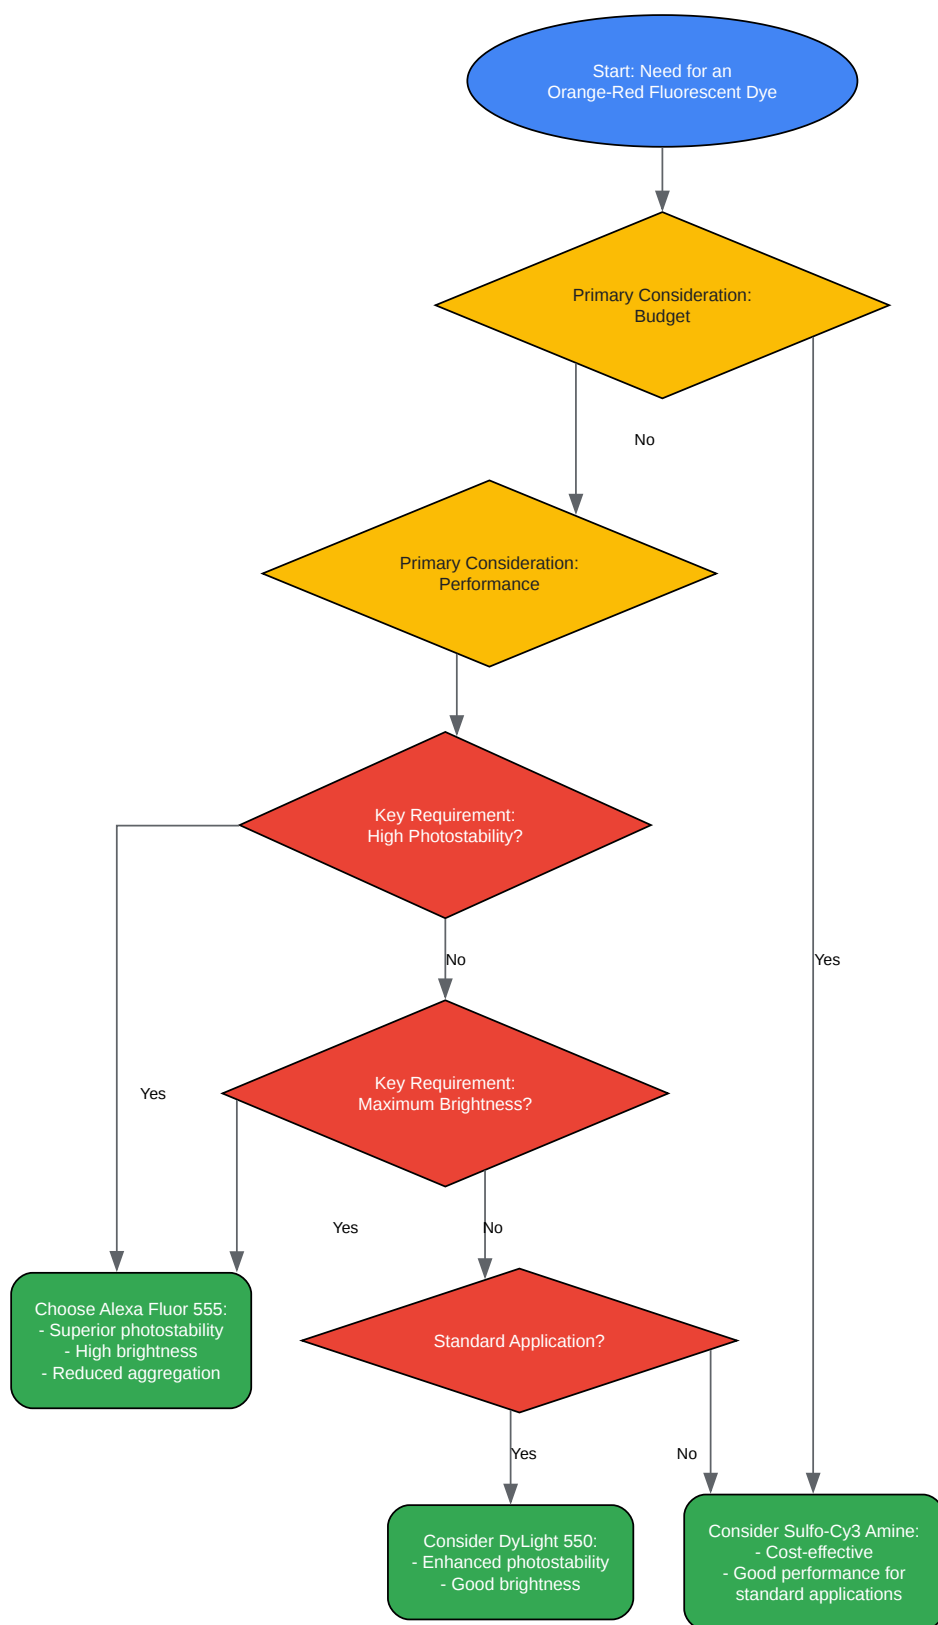 Start: Need for an
Orange-Red Fluorescent Dye
Primary Consideration:
Budget
No
Primary Consideration:
Performance
Key Requirement:
High Photostability?
No
Yes
Yes
Key Requirement:
Maximum Brightness?
Yes
No
Choose Alexa Fluor 555:
- Superior photostability
- High brightness
- Reduced aggregation
Standard Application?
Yes
No
Consider DyLight 550:
- Enhanced photostability
- Good brightness
Consider Sulfo-Cy3 Amine:
- Cost-effective
- Good performance for
standard applications